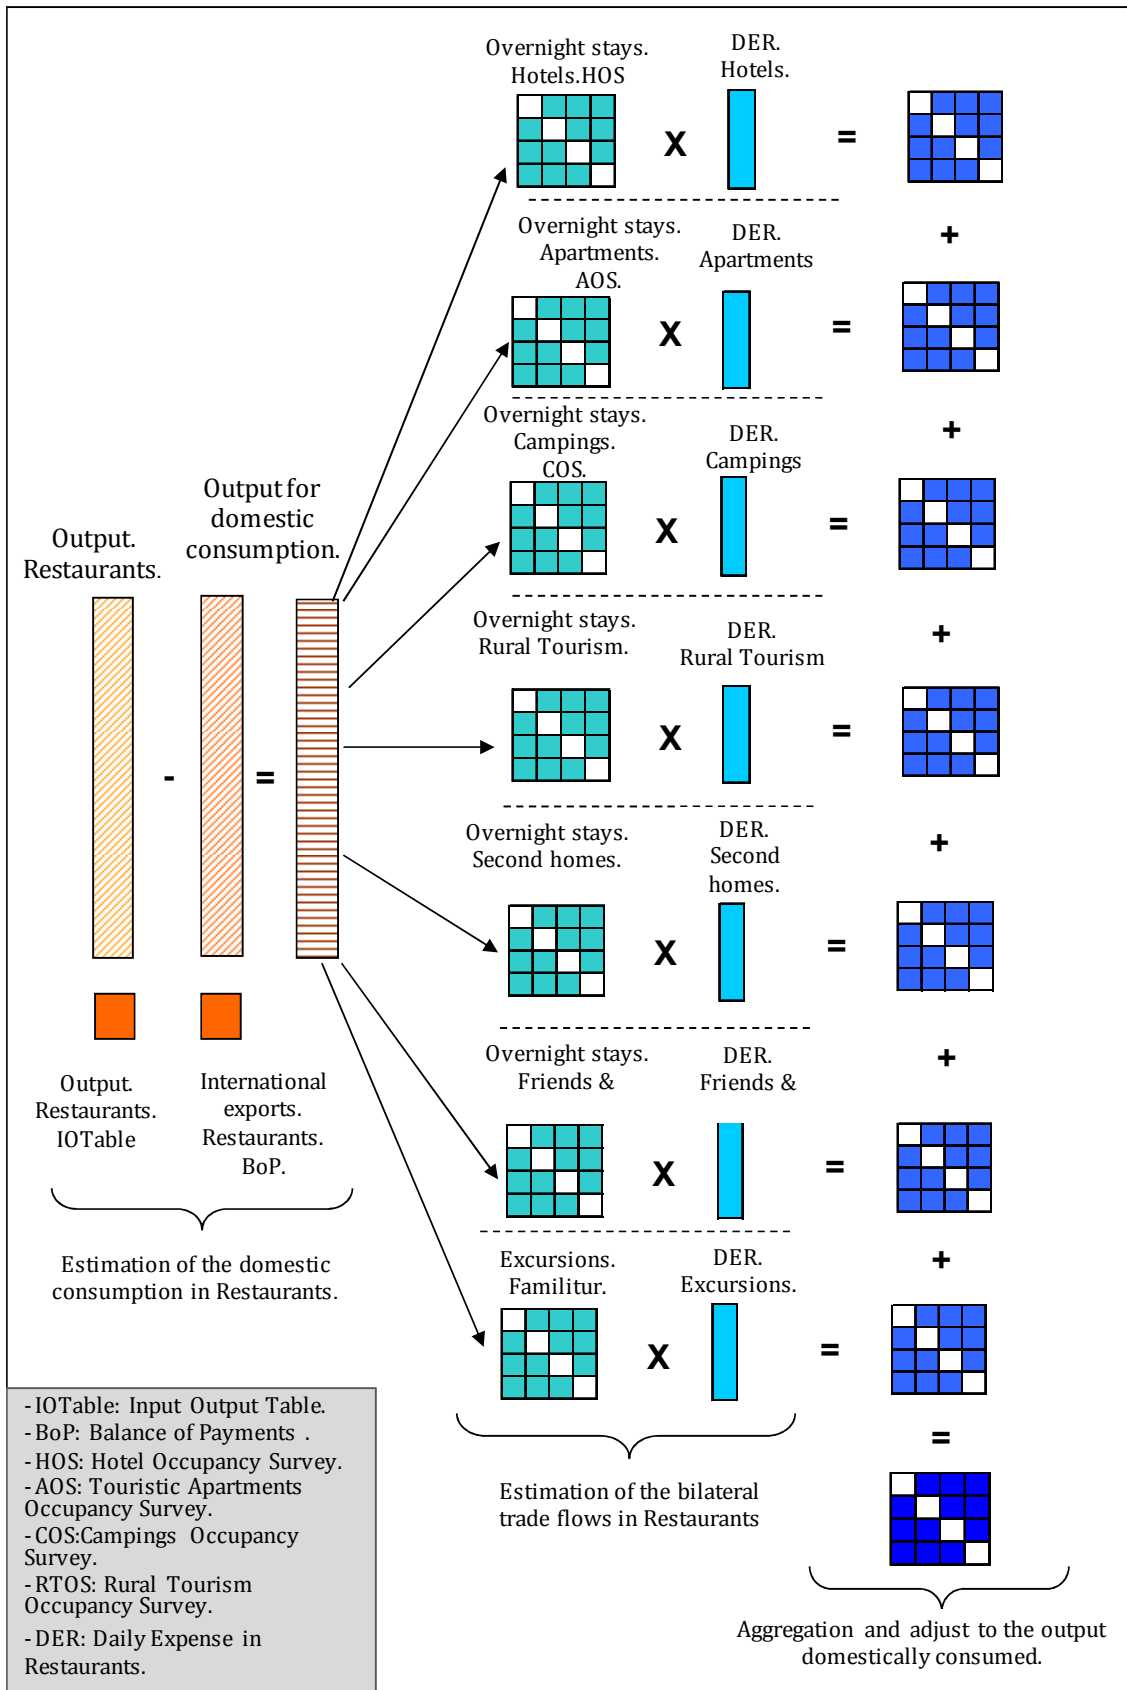 Overnight stays.
Hotels.HOS
DER.
Hotels.
X
=
+
Overnight stays.
Apartments.
AOS.
DER.
Apartments
X
=
+
Overnight stays.
Campings.
COS.
DER.
Campings
X
=
+
Output.
Restaurants.
Output for
domestic
consumption.
-
=
Overnight stays.
Rural Tourism.
DER.
Rural Tourism
X
=
+
Overnight stays.
Second homes.
DER.
Second
homes.
X
=
+
Overnight stays.
Friends &
DER.
Friends &
X
=
+
Output.
Restaurants.
IOTable
International
exports.
Restaurants.
BoP.
Estimation of the domestic
consumption in Restaurants.
Excursions.
Familitur.
DER.
Excursions.
X
=
=
Estimation of the bilateral
trade flows in Restaurants
Aggregation and adjust to the output
domestically consumed.
- IOTable: Input Output Table.
- BoP: Balance of Payments .
- HOS: Hotel Occupancy Survey.
- AOS: Touristic Apartments
Occupancy Survey.
- COS:Campings Occupancy
Survey.
- RTOS: Rural Tourism
Occupancy Survey.
- DER: Daily Expense in
Restaurants.